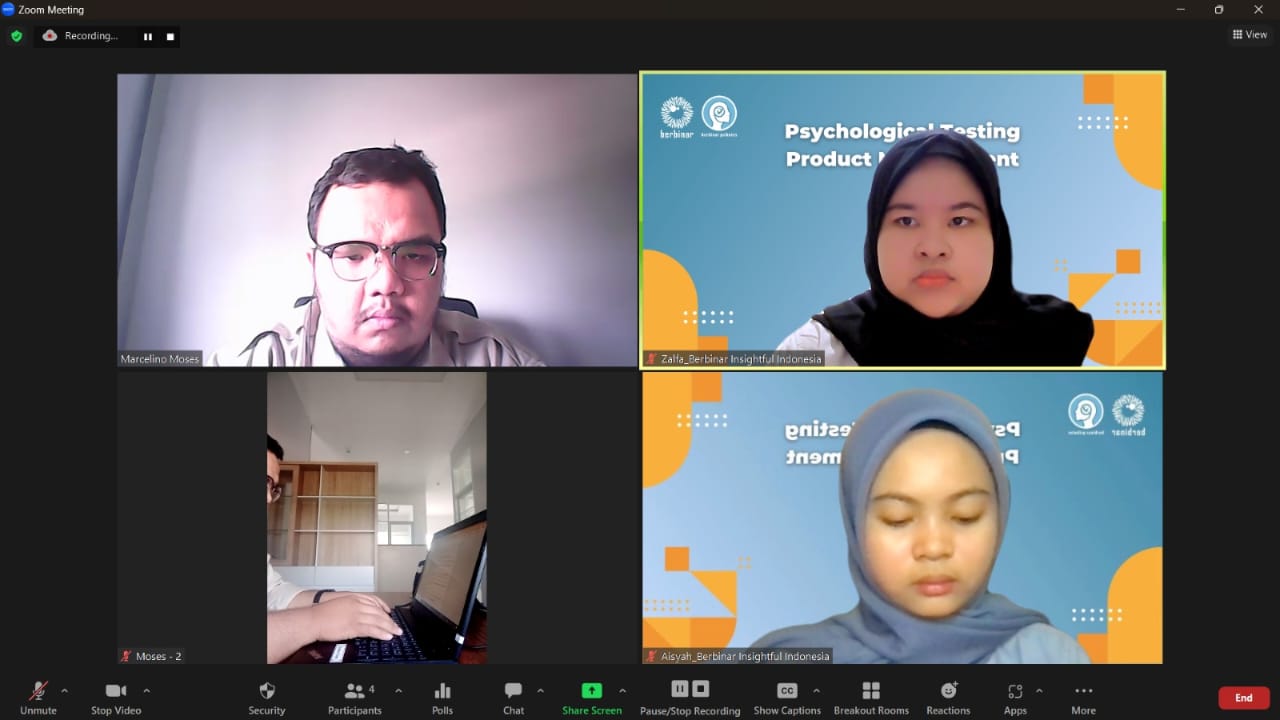 Zoom Meeting
Recording...
View
berbinar
Psychological Testing
Product
Marcelino Moses
Zalfa_Berbinar Insightful Indonesia
berbinar
Moses - 2
Aisyah_Berbinar Insightful Indonesia
Unmute
Stop Video
Security
4
Participants
Polls
Chat
Share Screen
Pause/Stop Recording
CC
Show Captions
Breakout Rooms
Reactions
Apps
More
End